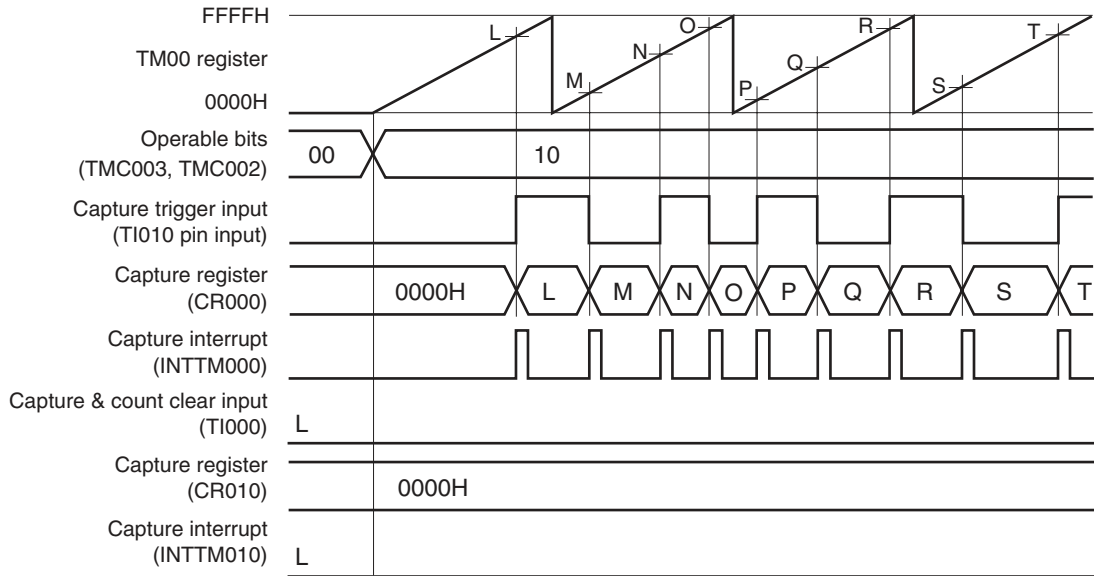 FFFFH
TM00 register
0000H
L M N O P Q R S T
Operable bits
(TMC003, TMC002)
00 10
Capture trigger input
(TI010 pin input)
Capture register
(CR000)
0000H L M N O P Q R S T
Capture interrupt
(INTTM000)
Capture & count clear input
(TI000)
L
Capture register
(CR010)
0000H
Capture interrupt
(INTTM010)
L